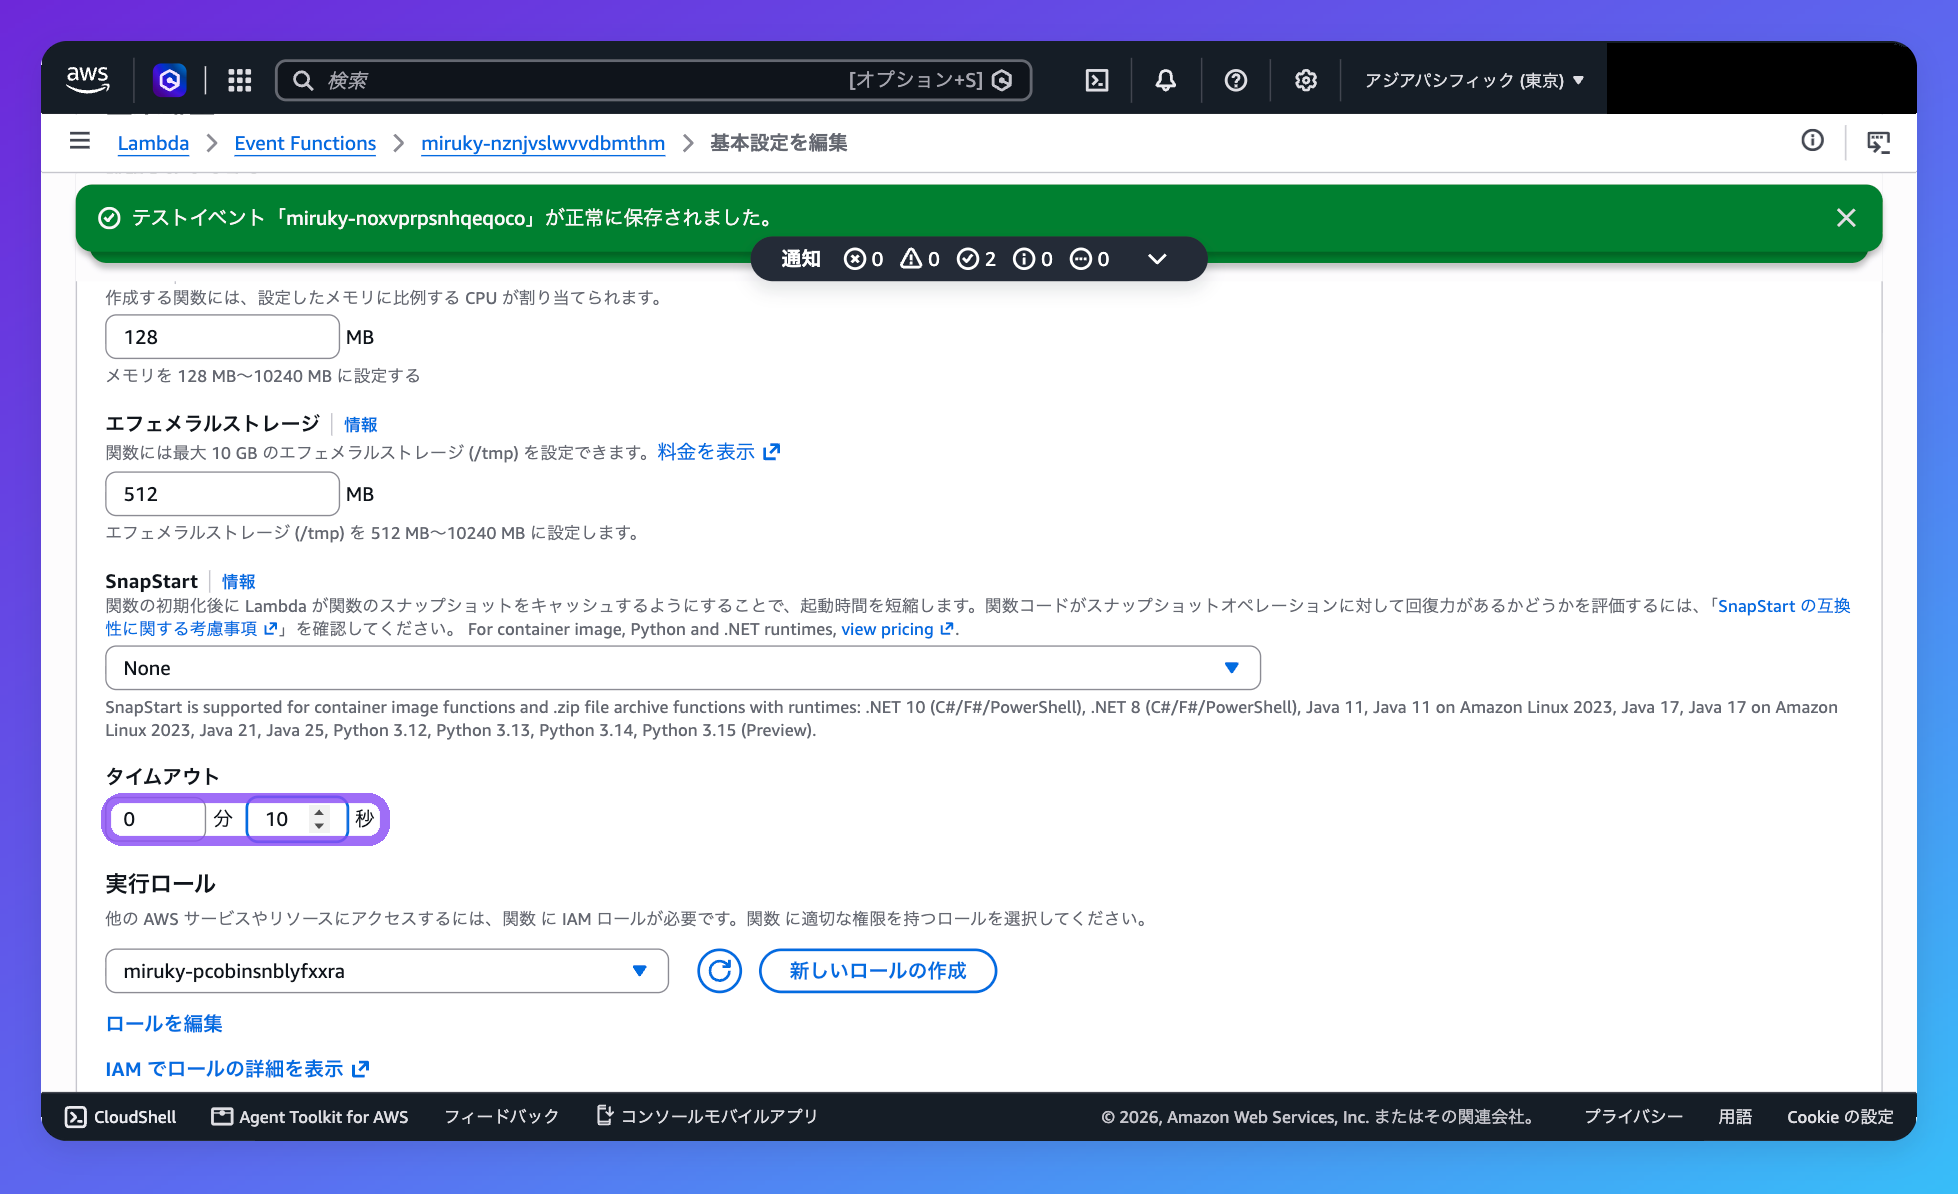 aws
検索
[オプション+S]
アジアパシフィック (東京) ▼
Lambda > Event Functions > miruky-nznjvslwvvdbmthm > 基本設定を編集
テストイベント「miruky-noxvprpsnhqeqoco」が正常に保存されました。
通知 0 0 2 0 0
作成する関数には、設定したメモリに比例する CPU が割り当てられます。
128 MB
メモリを 128 MB～10240 MB に設定する
エフェメラルストレージ 情報
関数には最大 10 GB のエフェメラルストレージ (/tmp) を設定できます。料金を表示
512 MB
エフェメラルストレージ (/tmp) を 512 MB～10240 MB に設定します。
SnapStart 情報
関数の初期化後に Lambda が関数のスナップショットをキャッシュするようにすることで、起動時間を短縮します。関数コードがスナップショットオペレーションに対して回復力があるかどうかを評価するには、「SnapStart の互換
性に関する考慮事項」を確認してください。 For container image, Python and .NET runtimes, view pricing.
None
SnapStart is supported for container image functions and .zip file archive functions with runtimes: .NET 10 (C#/F#/PowerShell), .NET 8 (C#/F#/PowerShell), Java 11, Java 11 on Amazon Linux 2023, Java 17, Java 17 on Amazon
Linux 2023, Java 21, Java 25, Python 3.12, Python 3.13, Python 3.14, Python 3.15 (Preview).
タイムアウト
0 分 10 秒
実行ロール
他の AWS サービスやリソースにアクセスするには、関数 に IAM ロールが必要です。関数 に適切な権限を持つロールを選択してください。
miruky-pcobinsnblyfxxra 新しいロールの作成
ロールを編集
IAM でロールの詳細を表示
CloudShell Agent Toolkit for AWS フィードバック コンソールモバイルアプリ © 2026, Amazon Web Services, Inc. またはその関連会社。 プライバシー 用語 Cookie の設定